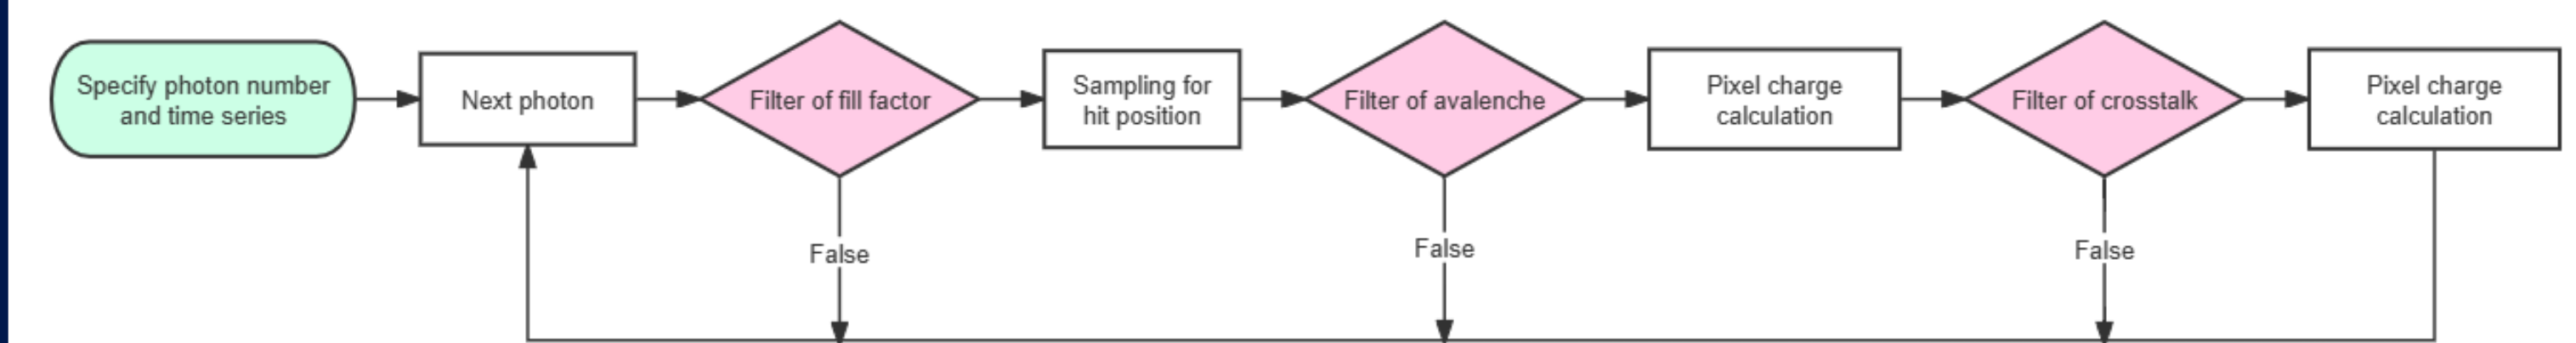 Specify photon number
and time series
Next photon
Filter of fill factor
Sampling for
hit position
Filter of avalenche
Pixel charge
calculation
Filter of crosstalk
Pixel charge
calculation
False
False
False